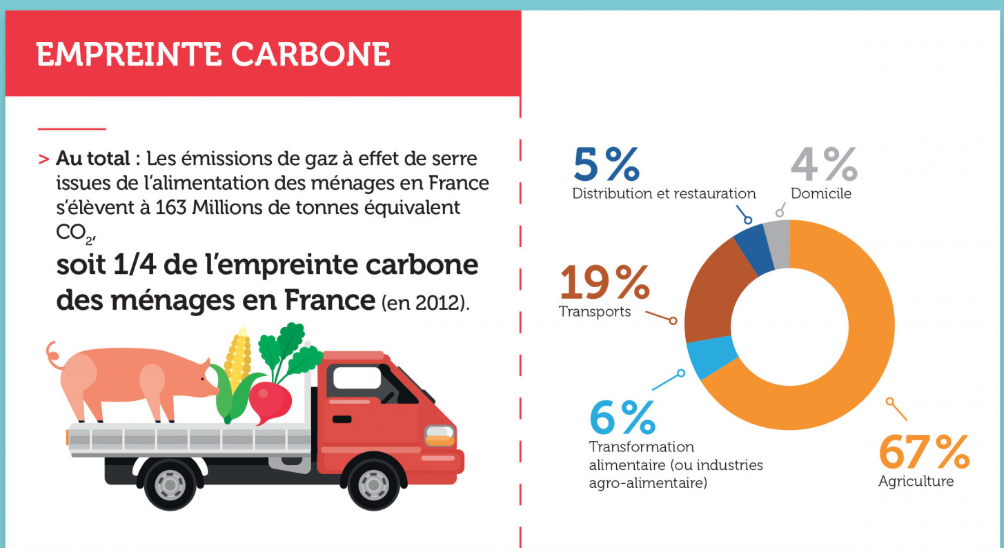 EMPREINTE CARBONE
> Au total : Les émissions de gaz à effet de serre
issues de l’alimentation des ménages en France
s’élèvent à 163 Millions de tonnes équivalent
CO₂,
soit 1/4 de l’empreinte carbone
des ménages en France (en 2012).
5%
Distribution et restauration
4%
Domicile
19%
Transports
6%
Transformation
alimentaire (ou industries
agro-alimentaire)
67%
Agriculture